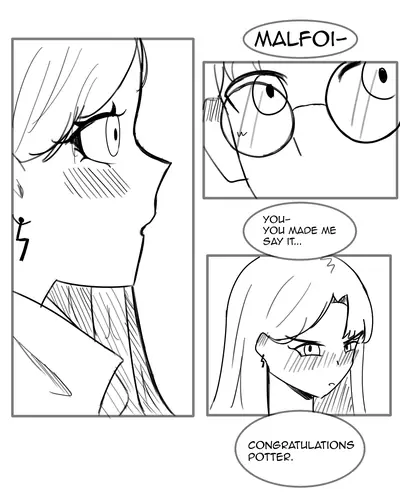 MALFOI-
YOU-
YOU MADE ME
SAY IT...
CONGRATULATIONS
POTTER.